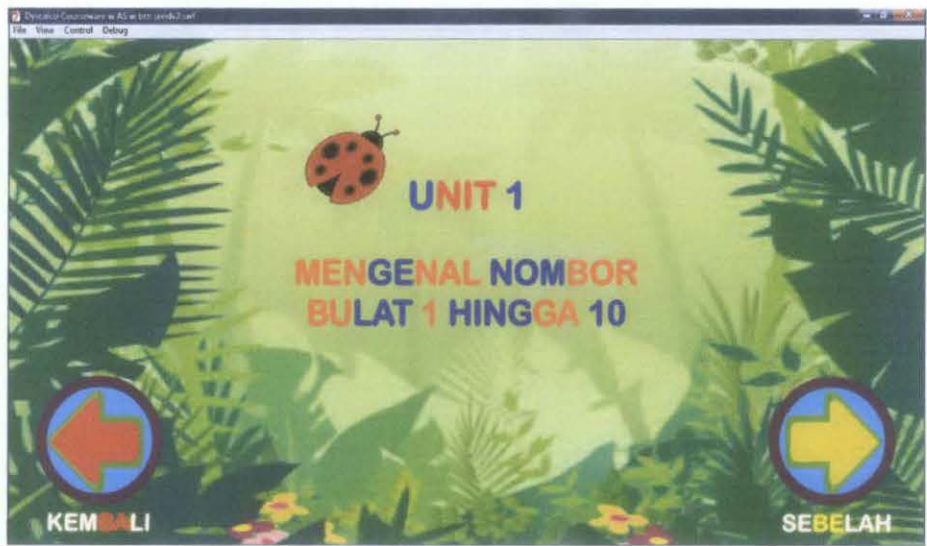 File View Control Debug
UNIT 1
MENGENAL NOMBOR
BULAT 1 HINGGA 10
KEMBALI
SEBELAH